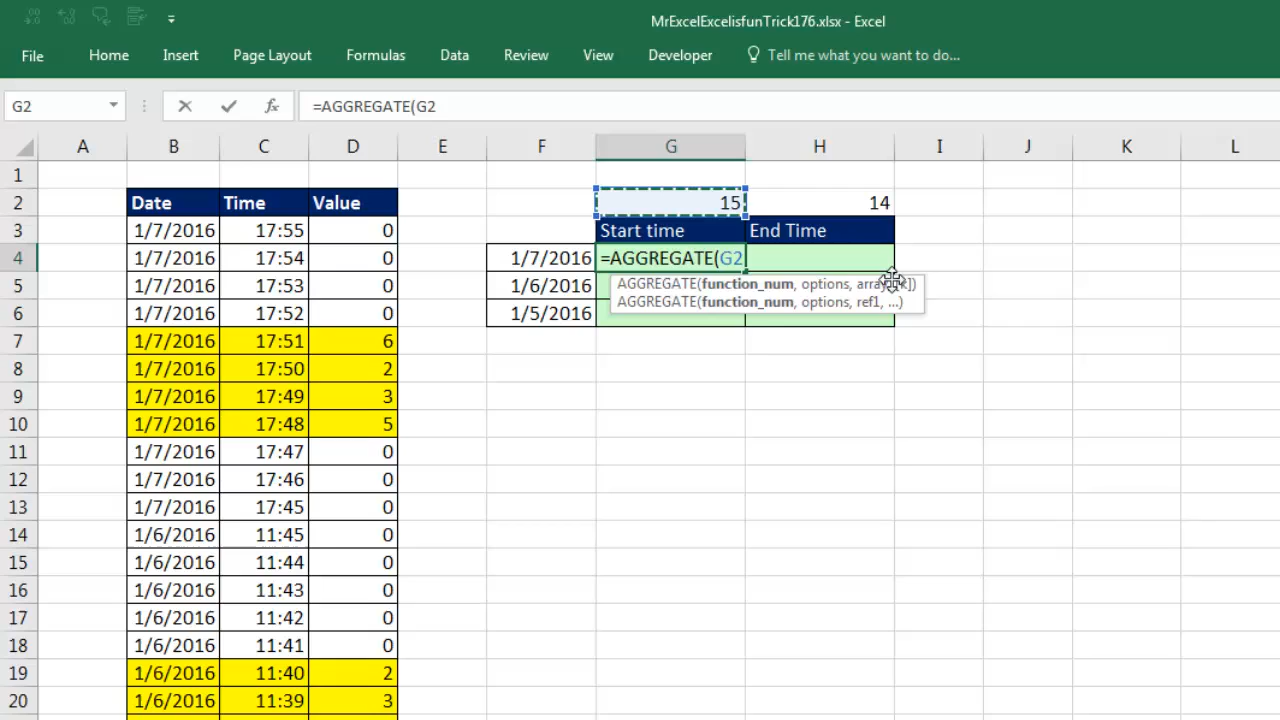 MrExcelExcelisfunTrick176.xlsx - Excel
File Home Insert Page Layout Formulas Data Review View Developer Tell me what you want to do...
G2 fx =AGGREGATE(G2
A B C D E F G H I J K L
1
2 Date Time Value 15 14
3 1/7/2016 17:55 0 Start time End Time
4 1/7/2016 17:54 0 1/7/2016 =AGGREGATE(G2
5 1/7/2016 17:53 0 1/6/2016 AGGREGATE(function_num, options, array, [k])
6 1/7/2016 17:52 0 1/5/2016 AGGREGATE(function_num, options, ref1, ...)
7 1/7/2016 17:51 6
8 1/7/2016 17:50 2
9 1/7/2016 17:49 3
10 1/7/2016 17:48 5
11 1/7/2016 17:47 0
12 1/7/2016 17:46 0
13 1/7/2016 17:45 0
14 1/6/2016 11:45 0
15 1/6/2016 11:44 0
16 1/6/2016 11:43 0
17 1/6/2016 11:42 0
18 1/6/2016 11:41 0
19 1/6/2016 11:40 2
20 1/6/2016 11:39 3